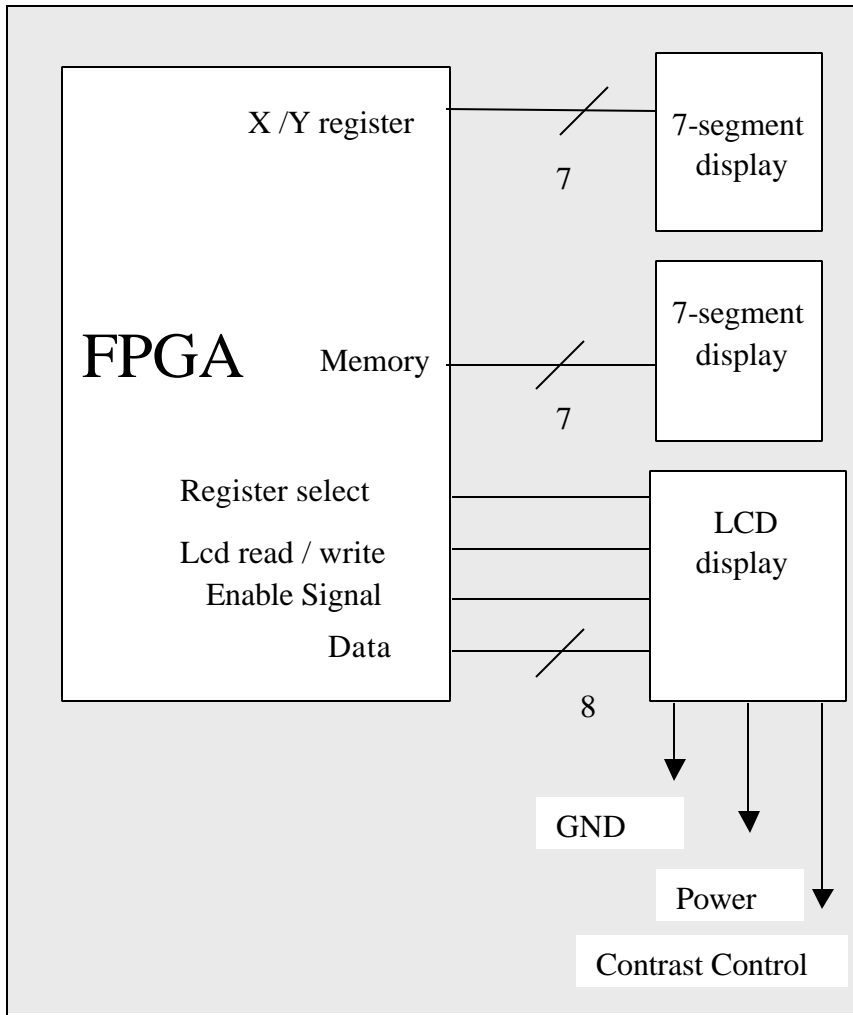 X /Y register
7-segment
display
7
7-segment
display
FPGA
Memory
7
Register select
LCD
display
Lcd read / write
Enable Signal
Data
8
GND
Power
Contrast Control